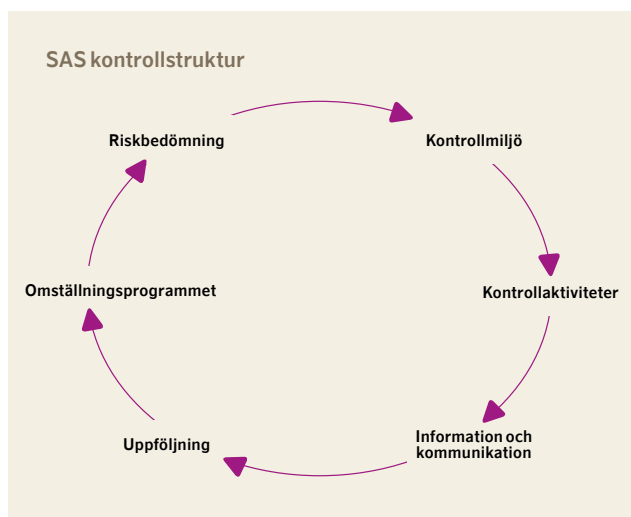 SAS kontrollstruktur
Riskbedömning
Kontrollmiljö
Omställningsprogrammet
Kontrollaktiviteter
Uppföljning
Information och
kommunikation